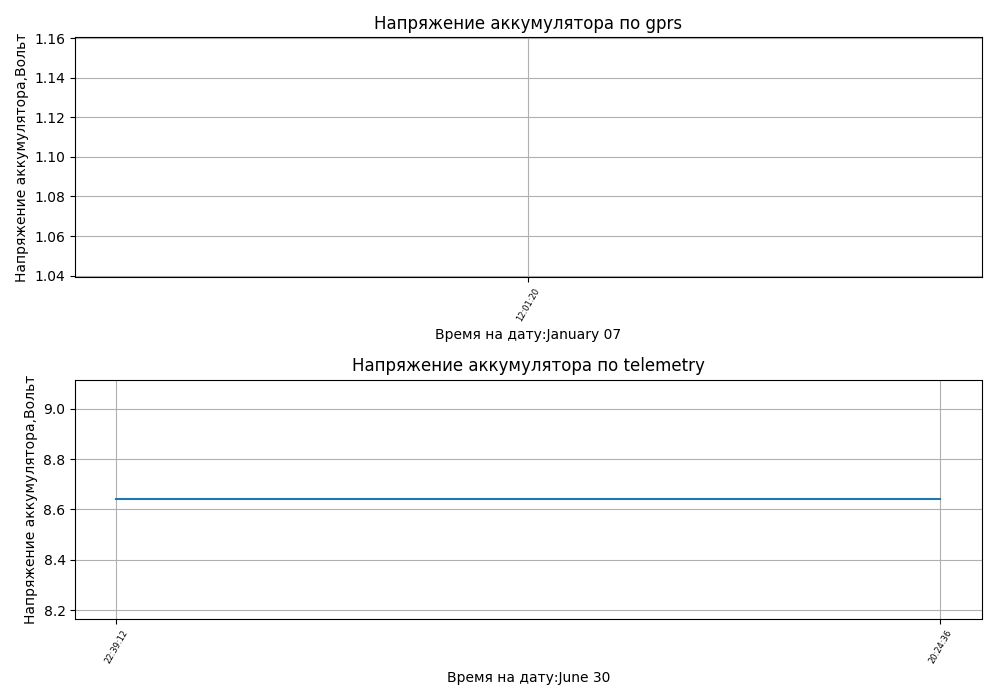 Напряжение аккумулятора по gprs
Напряжение аккумулятора,Вольт
1.16
1.14
1.12
1.10
1.08
1.06
1.04
12:01:20
Время на дату:January 07
Напряжение аккумулятора по telemetry
Напряжение аккумулятора,Вольт
9.0
8.8
8.6
8.4
8.2
22:39:12
20:24:36
Время на дату:June 30